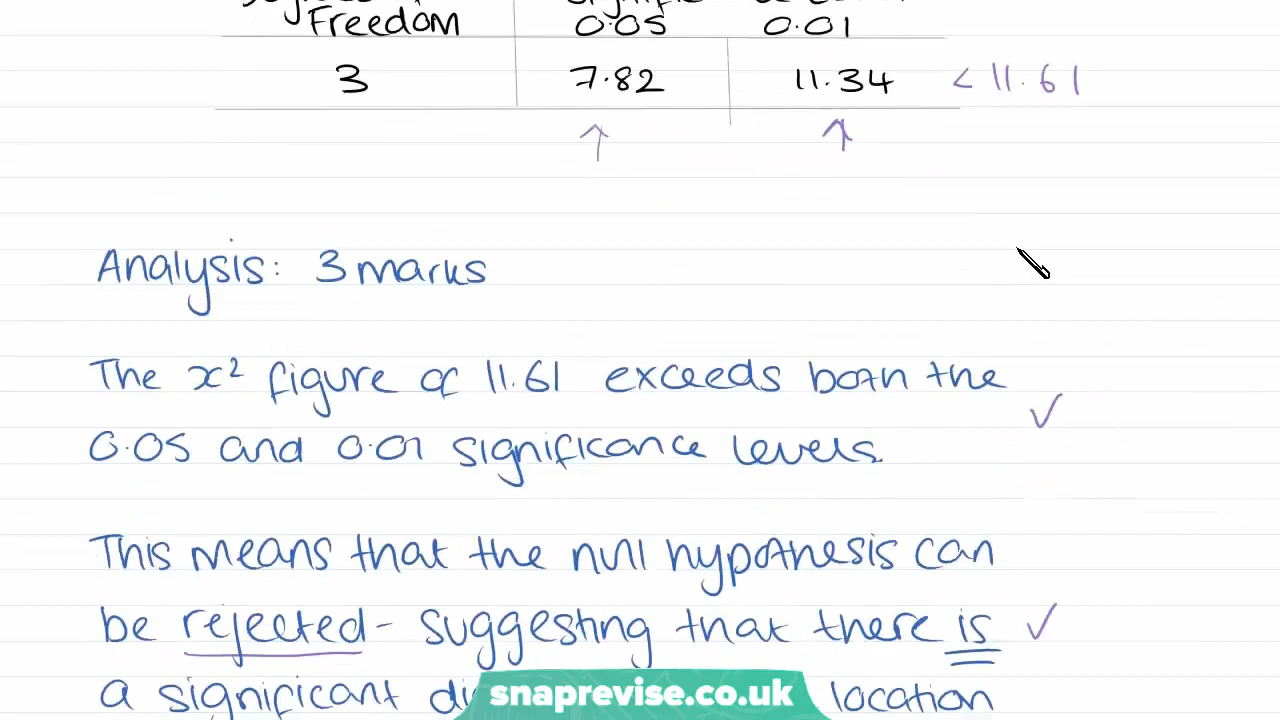 Freedom 0.05 0.01
3 7.82 11.34 < 11.61
Analysis: 3 marks
The x² figure of 11.61 exceeds both the
0.05 and 0.01 significance levels.
This means that the null hypothesis can
be rejected - suggesting that there is
a significant location
snaprevise.co.uk